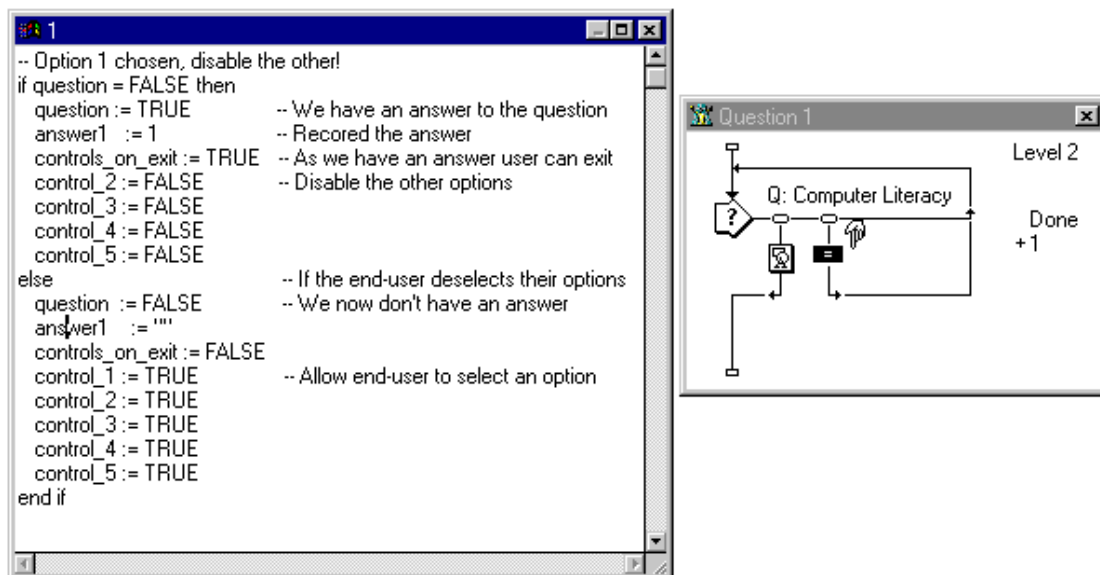 1
-- Option 1 chosen, disable the other!
if question = FALSE then
question := TRUE -- We have an answer to the question
answer1 := 1 -- Recored the answer
controls_on_exit := TRUE -- As we have an answer user can exit
control_2 := FALSE -- Disable the other options
control_3 := FALSE
control_4 := FALSE
control_5 := FALSE
else -- If the end-user deselects their options
question := FALSE -- We now don't have an answer
answer1 := ""
controls_on_exit := FALSE
control_1 := TRUE -- Allow end-user to select an option
control_2 := TRUE
control_3 := TRUE
control_4 := TRUE
control_5 := TRUE
end if
Question 1
Level 2
Q: Computer Literacy
?
=
Done
+1